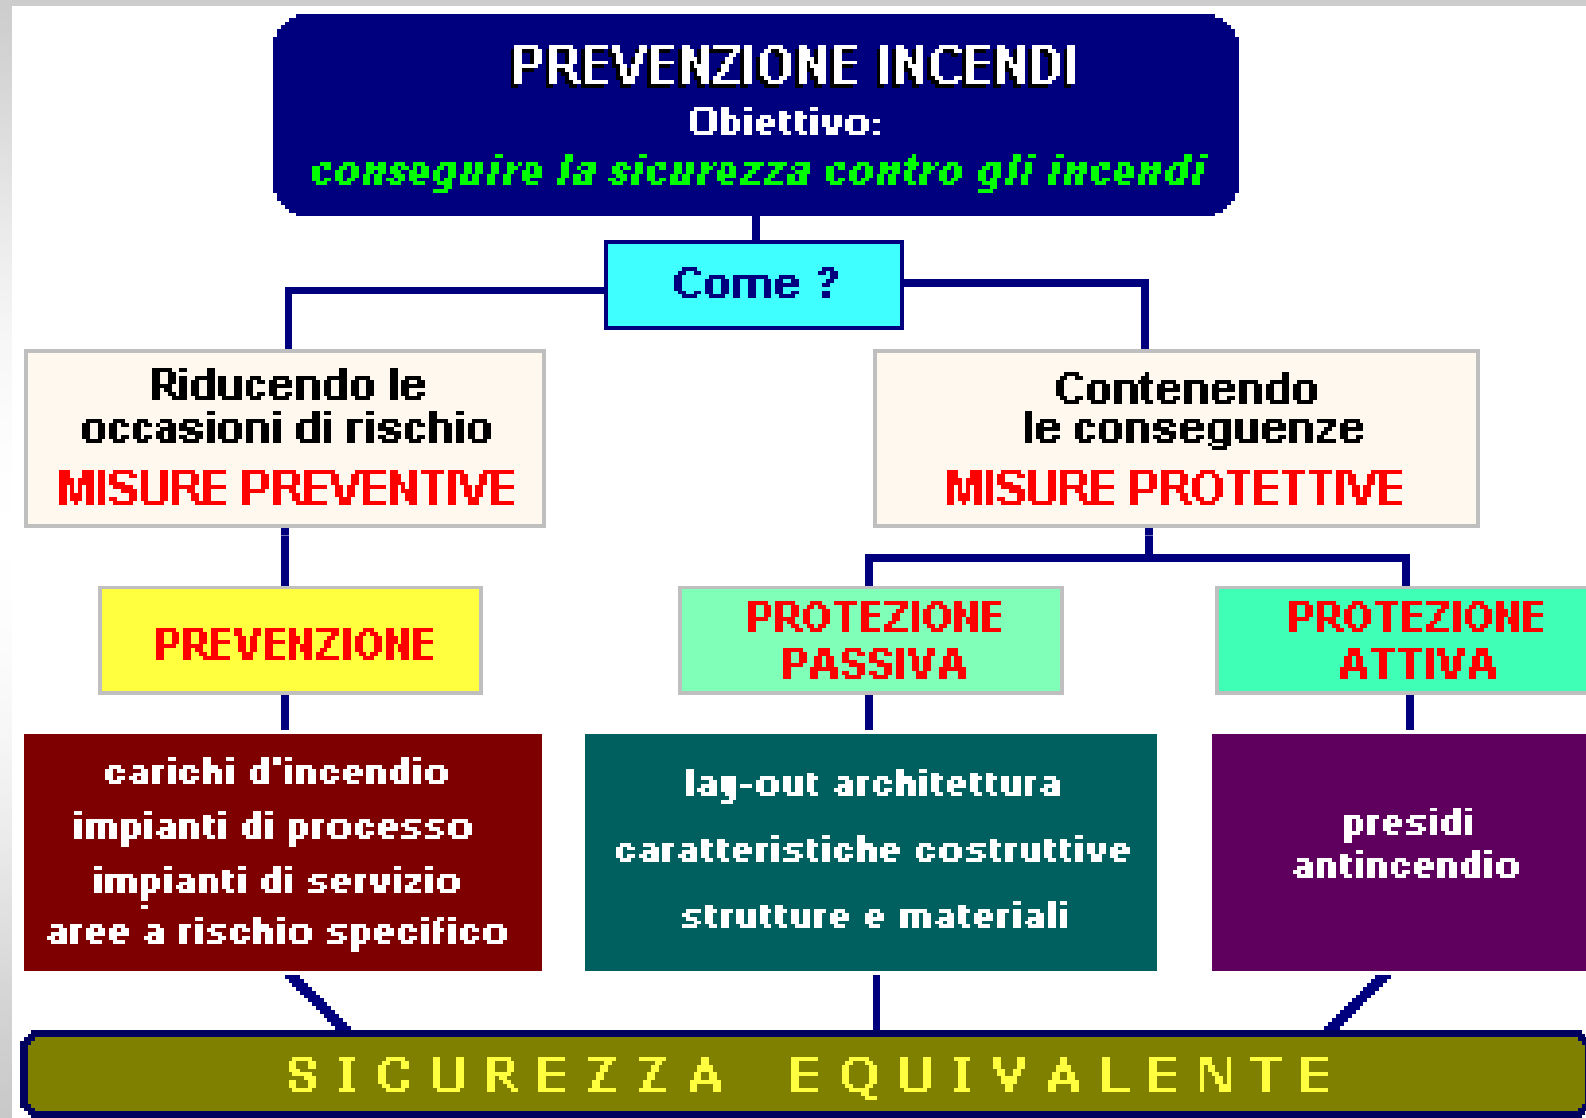 PREVENZIONE INCENDI
Obiettivo:
conseguire la sicurezza contro gli incendi
Come ?
Riducendo le
occasioni di rischio
MISURE PREVENTIVE
Contenendo
le conseguenze
MISURE PROTETTIVE
PREVENZIONE
PROTEZIONE
PASSIVA
PROTEZIONE
ATTIVA
carichi d'incendio
impianti di processo
impianti di servizio
aree a rischio specifico
lay-out architettura
caratteristiche costruttive
strutture e materiali
presidi
antincendio
SICUREZZA EQUIVALENTE